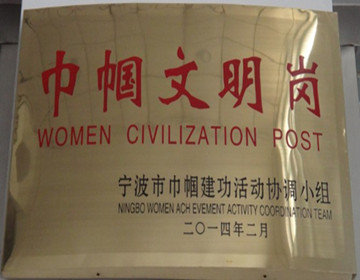 巾帼文明岗
WOMEN CIVILIZATION POST
宁波市巾帼建功活动协调小组
NINGBO WOMEN ACH EVEMENT ACTIVITY COORDINATION TEAM
二〇一四年二月